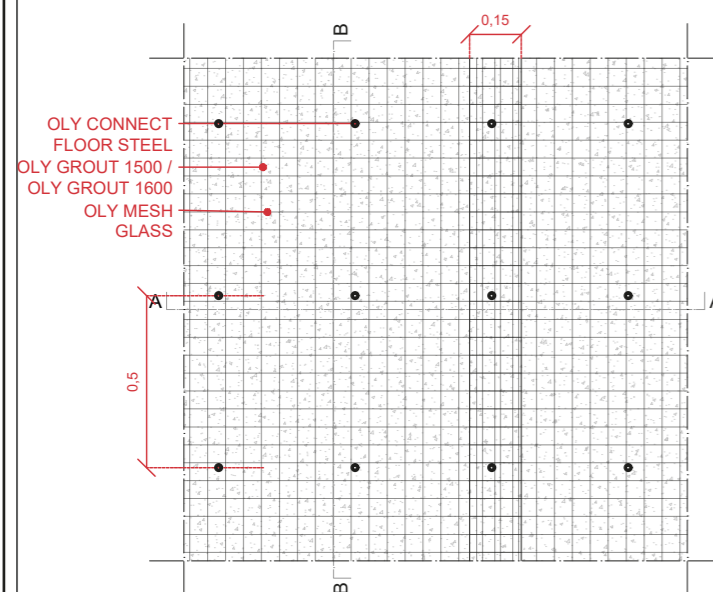 0,15
B
OLY CONNECT
FLOOR STEEL
OLY GROUT 1500 /
OLY GROUT 1600
OLY MESH
GLASS
A
A
0,5
B